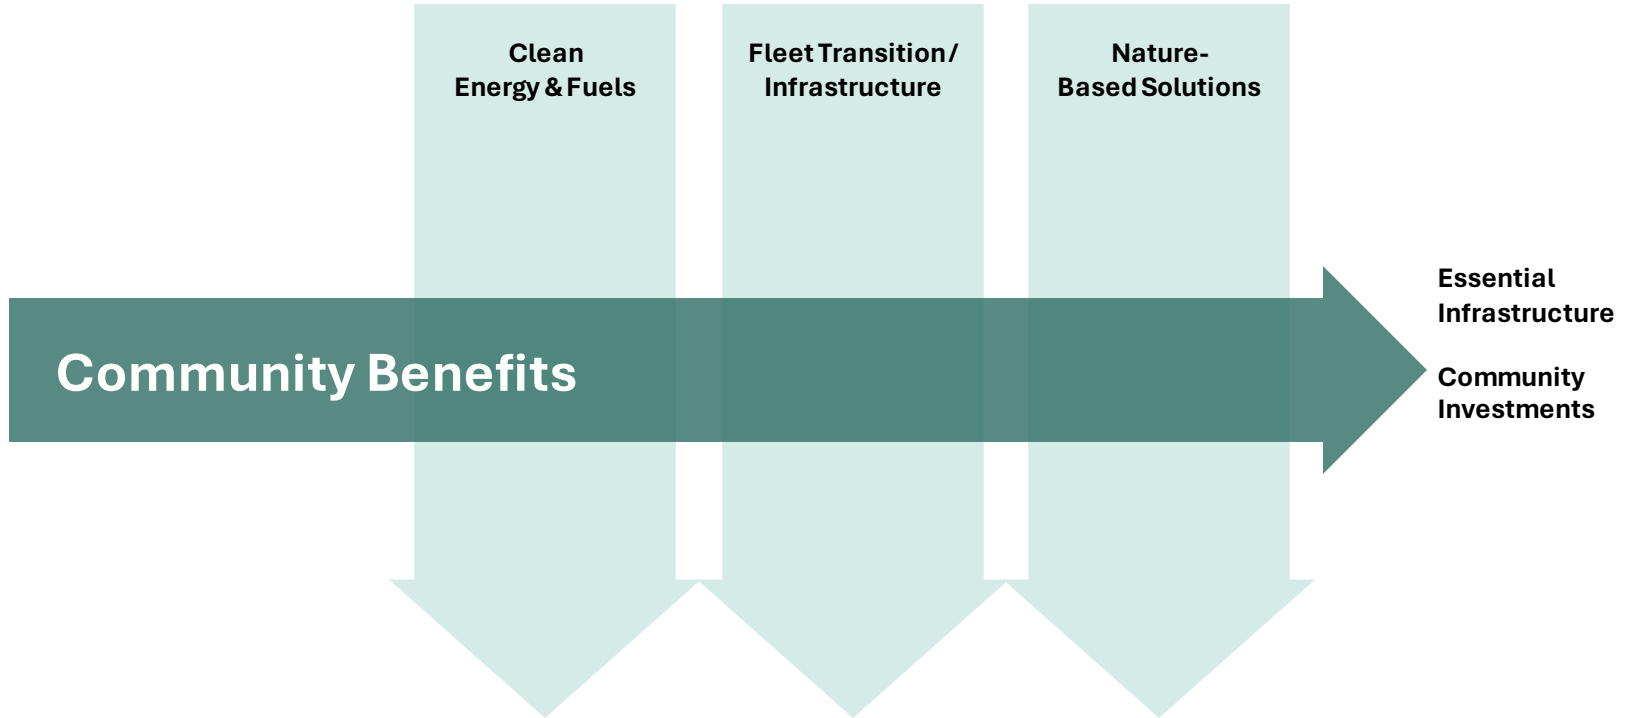 Clean
Energy & Fuels
Fleet Transition /
Infrastructure
Nature-
Based Solutions
Community Benefits
Essential
Infrastructure
Community
Investments